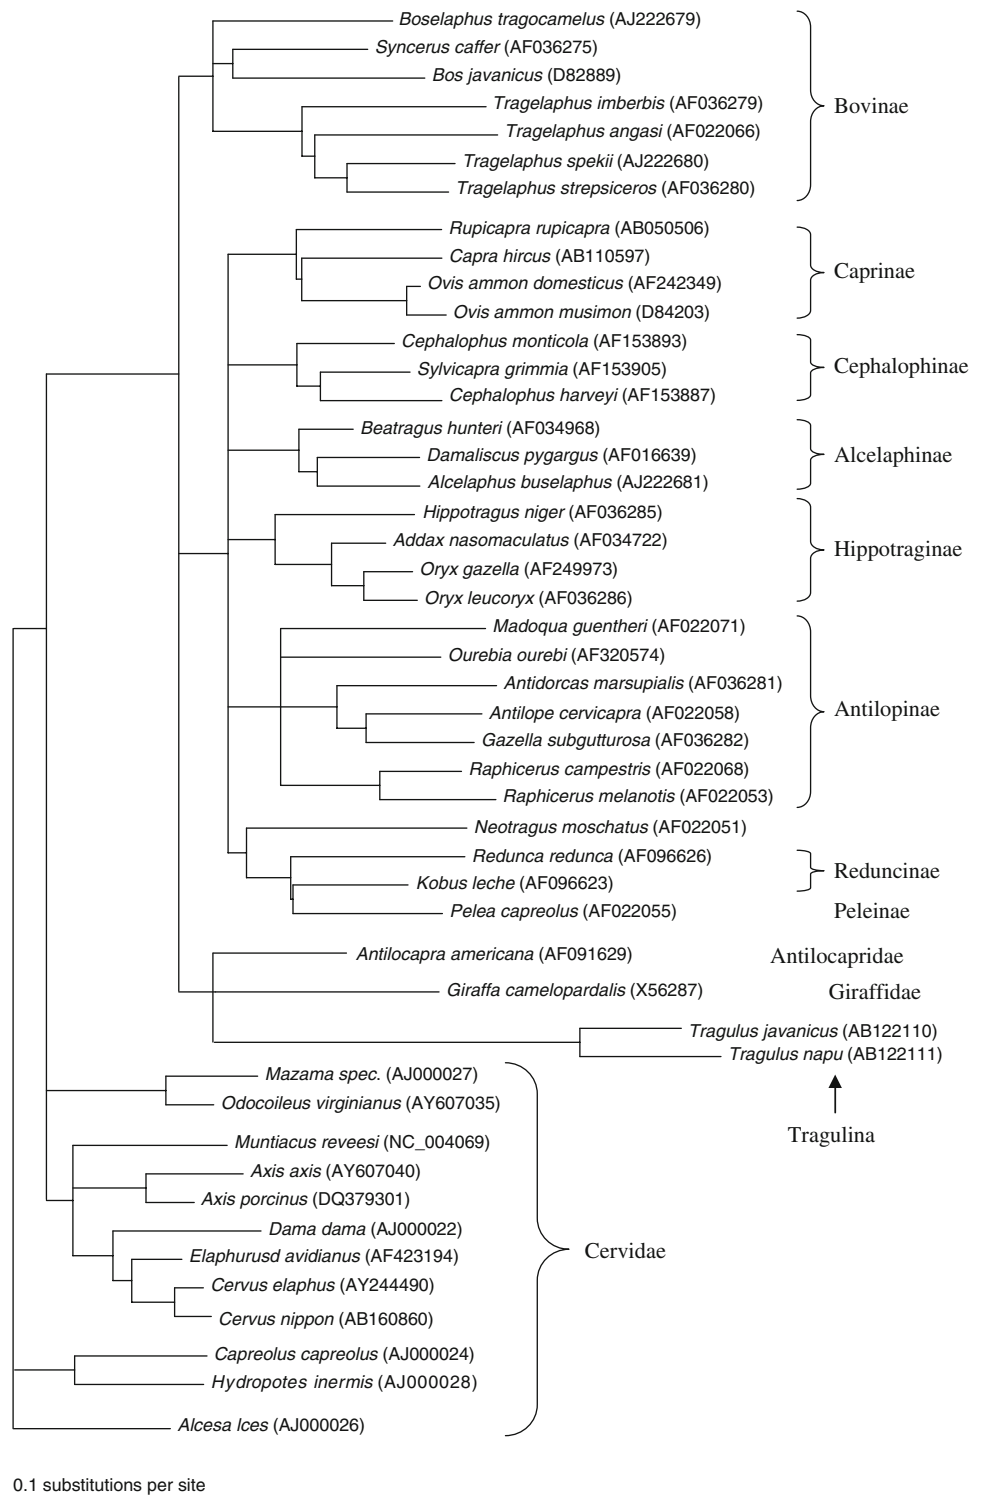 Boselaphus tragocamelus (AJ222679)
Syncerus caffer (AF036275)
Bos javanicus (D82889)
Tragelaphus imberbis (AF036279)
Bovinae
Tragelaphus angasi (AF022066)
Tragelaphus spekii (AJ222680)
Tragelaphus strepsiceros (AF036280)
Rupicapra rupicapra (AB050506)
Capra hircus (AB110597)
Caprinae
Ovis ammon domesticus (AF242349)
Ovis ammon musimon (D84203)
Cephalophus monticola (AF153893)
Sylvicapra grimmia (AF153905)
Cephalophinae
Cephalophus harveyi (AF153887)
Beatragus hunteri (AF034968)
Damaliscus pygargus (AF016639)
Alcelaphinae
Alcelaphus buselaphus (AJ222681)
Hippotragus niger (AF036285)
Addax nasomaculatus (AF034722)
Hippotraginae
Oryx gazella (AF249973)
Oryx leucoryx (AF036286)
Madoqua guentheri (AF022071)
Ourebia ourebi (AF320574)
Antidorcas marsupialis (AF036281)
Antilope cervicapra (AF022058)
Antilopinae
Gazella subgutturosa (AF036282)
Raphicerus campestris (AF022068)
Raphicerus melanotis (AF022053)
Neotragus moschatus (AF022051)
Redunca redunca (AF096626)
Reduncinae
Kobus leche (AF096623)
Pelea capreolus (AF022055)
Peleinae
Antilocapra americana (AF091629)
Antilocapridae
Giraffa camelopardalis (X56287)
Giraffidae
Tragulus javanicus (AB122110)
Tragulus napu (AB122111)
Tragulina
Mazama spec. (AJ000027)
Odocoileus virginianus (AY607035)
Muntiacus reveesi (NC_004069)
Axis axis (AY607040)
Axis porcinus (DQ379301)
Dama dama (AJ000022)
Elaphurusd avidianus (AF423194)
Cervidae
Cervus elaphus (AY244490)
Cervus nippon (AB160860)
Capreolus capreolus (AJ000024)
Hydropotes inermis (AJ000028)
Alcesa lces (AJ000026)
0.1 substitutions per site